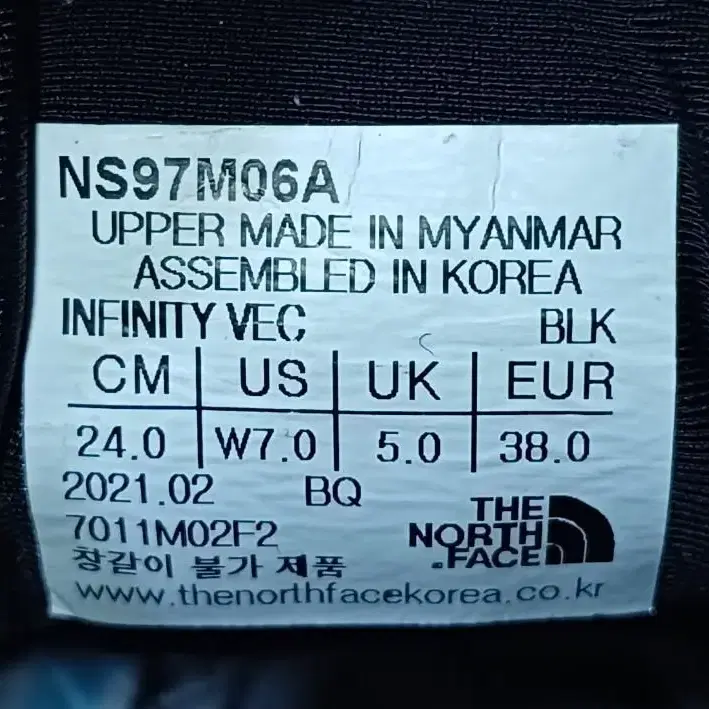 NS97M06A
UPPER MADE IN MYANMAR
ASSEMBLED IN KOREA
INFINITY VEC BLK
CM US UK EUR
24.0 W7.0 5.0 38.0
2021.02 BQ
7011M02F2
창갈이 불가 제품
THE
NORTH
FACE
www.thenorthfacekorea.co.kr